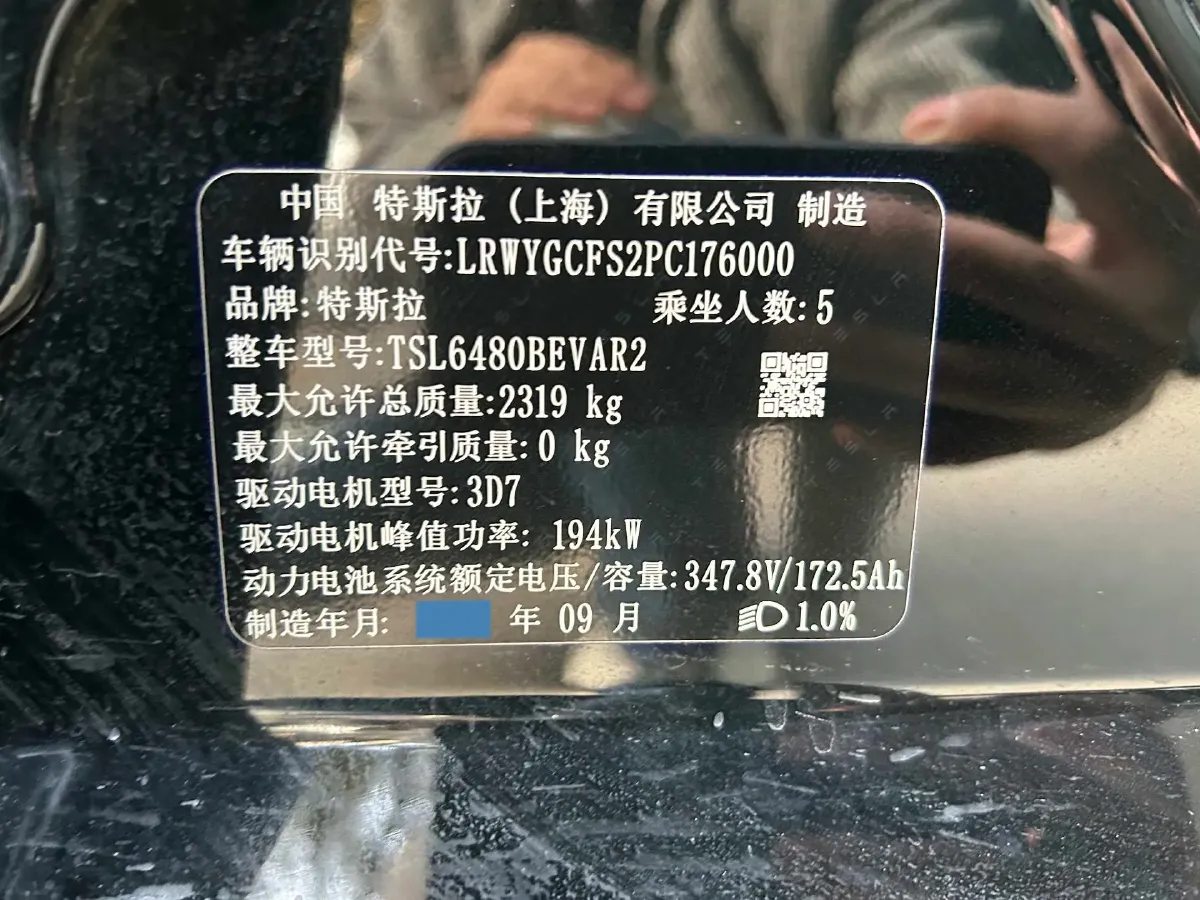 中国 特斯拉 (上海) 有限公司 制造
车辆识别代号:LRWYGCFS2PC176000
品牌:特斯拉 乘坐人数:5
整车型号:TSL6480BEVAR2
最大允许总质量:2319 kg
最大允许牵引质量:0 kg
驱动电机型号:3D7
驱动电机峰值功率: 194kW
动力电池系统额定电压/容量:347.8V/172.5Ah
制造年月: 年 09 月 1.0%